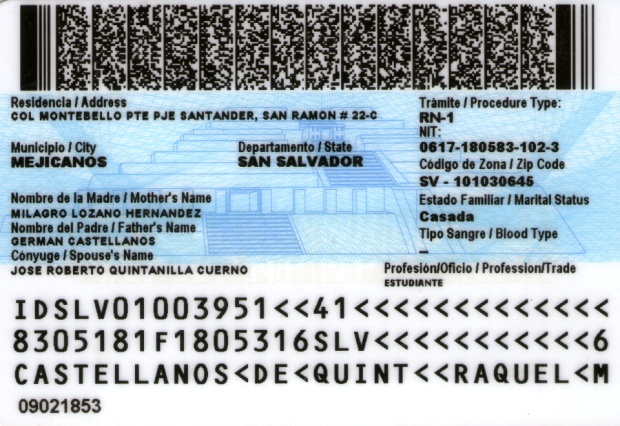 Residencia / Address
COL MONTEBELLO PTE PJE SANTANDER, SAN RAMON # 22-C
Trámite / Procedure Type:
RN-1
NIT:
0617-180583-102-3
Municipio / City
MEJICANOS
Departamento / State
SAN SALVADOR
Código de Zona / Zip Code
SV - 101030645
Nombre de la Madre / Mother's Name
MILAGRO LOZANO HERNANDEZ
Estado Familiar / Marital Status
Casada
Nombre del Padre / Father's Name
GERMAN CASTELLANOS
Tipo Sangre / Blood Type
–
Cónyuge / Spouse's Name
JOSE ROBERTO QUINTANILLA CUERNO
Profesión/Oficio / Profession/Trade
ESTUDIANTE
IDSLV01003951<<41<<<<<<<<<<<<<
8305181F1805316SLV<<<<<<<<<<<6
CASTELLANOS<DE<QUINT<<RAQUEL<M
09021853